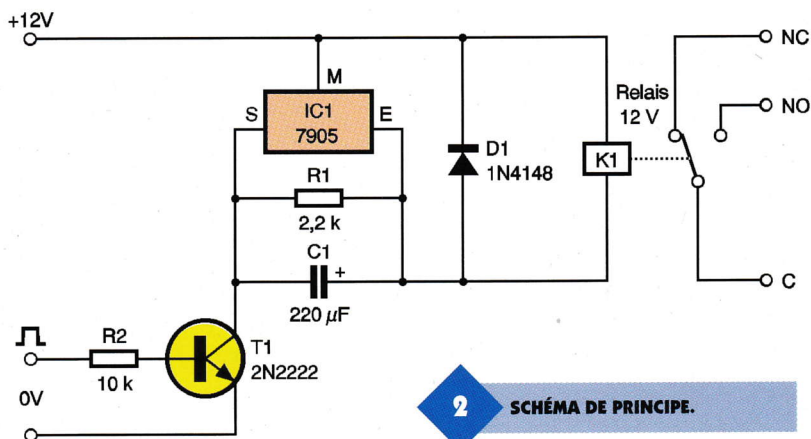 +12V
NC
M
S
IC1
E
7905
Relais
12 V
NO
D1
1N4148
K1
R1
2,2 k
C1
+
220 µF
C
R2
10 k
T1
2N2222
0V
2
SCHÉMA DE PRINCIPE.